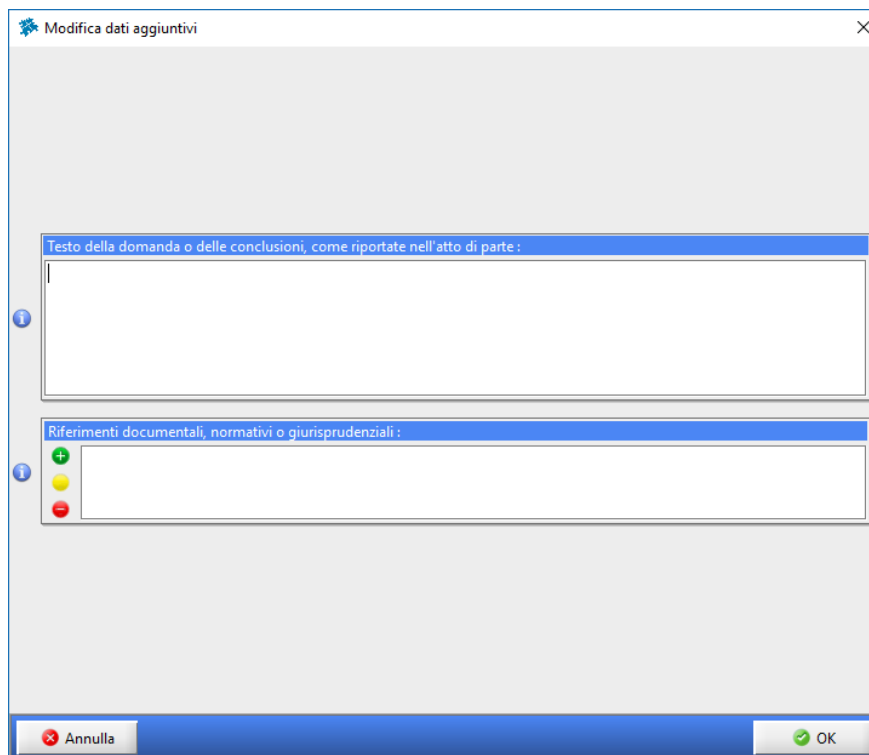 Modifica dati aggiuntivi
Testo della domanda o delle conclusioni, come riportate nell'atto di parte :
Riferimenti documentali, normativi o giurisprudenziali :
Annulla
OK